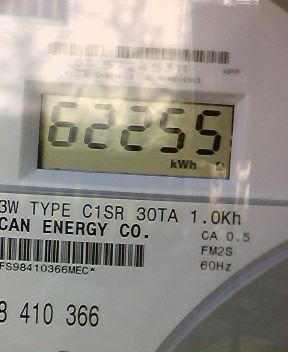 62255
kWh
3W TYPE C1SR 30TA 1.0Kh
CAN ENERGY CO.
CA 0.5
FM2S
60Hz
FS98410366MEC*
8 410 366